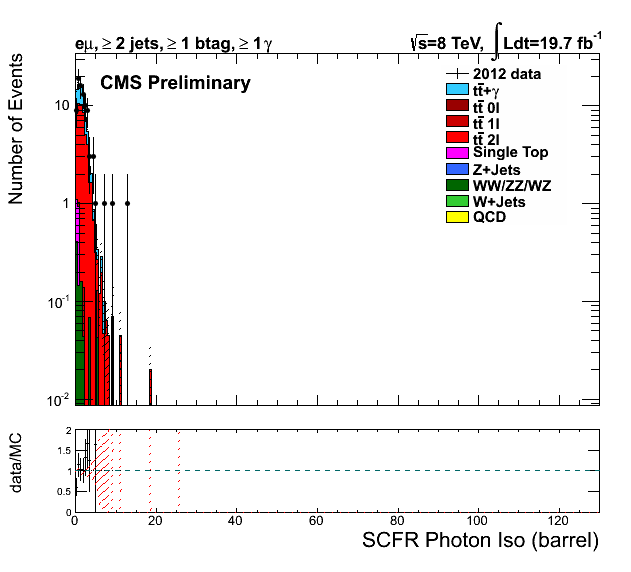 eμ, ≥ 2 jets, ≥ 1 btag, ≥ 1 γ
√s=8 TeV, ∫Ldt=19.7 fb⁻¹
CMS Preliminary
2012 data
tt̄+γ
tt̄ 0l
tt̄ 1l
tt̄ 2l
Single Top
Z+Jets
WW/ZZ/WZ
W+Jets
QCD
Number of Events
10
1
10⁻¹
10⁻²
data/MC
2
1.5
1
0.5
0
0 20 40 60 80 100 120
SCFR Photon Iso (barrel)